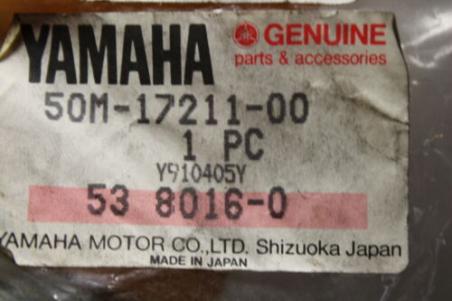 YAMAHA GENUINE
parts & accessories
50M-17211-00
1 PC
Y910405Y
53 8016-0
YAMAHA MOTOR CO.,LTD. Shizuoka Japan
MADE IN JAPAN